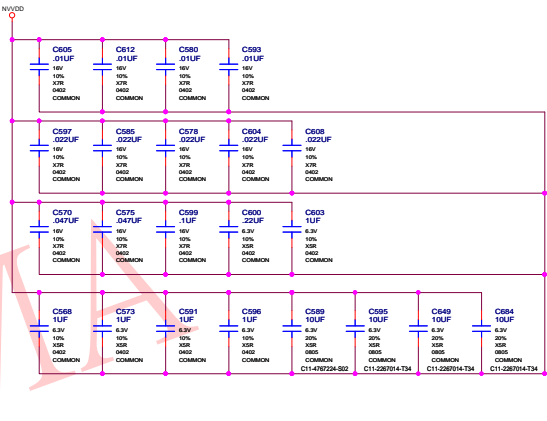 NVVDD
C605 C612 C580 C593
.01UF .01UF .01UF .01UF
16V 16V 16V 16V
10% 10% 10% 10%
X7R X7R X7R X7R
0402 0402 0402 0402
COMMON COMMON COMMON COMMON
C597 C585 C578 C604 C608
.022UF .022UF .022UF .022UF .022UF
16V 16V 16V 16V 16V
10% 10% 10% 10% 10%
X7R X7R X7R X7R X7R
0402 0402 0402 0402 0402
COMMON COMMON COMMON COMMON COMMON
C570 C575 C599 C600 C603
.047UF .047UF .1UF .22UF 1UF
16V 16V 16V 6.3V 6.3V
10% 10% 10% 10% 10%
X7R X7R X7R X5R X5R
0402 0402 0402 0402 0402
COMMON COMMON COMMON COMMON COMMON
C568 C573 C591 C596 C589 C595 C649 C684
1UF 1UF 1UF 1UF 10UF 10UF 10UF 10UF
6.3V 6.3V 6.3V 6.3V 6.3V 6.3V 6.3V 6.3V
10% 10% 10% 10% 20% 20% 20% 20%
X5R X5R X5R X5R X5R X5R X5R X5R
0402 0402 0402 0402 0805 0805 0805 0805
COMMON COMMON COMMON COMMON COMMON COMMON COMMON COMMON
C11-4767224-S02 C11-2267014-T34 C11-2267014-T34 C11-2267014-T34